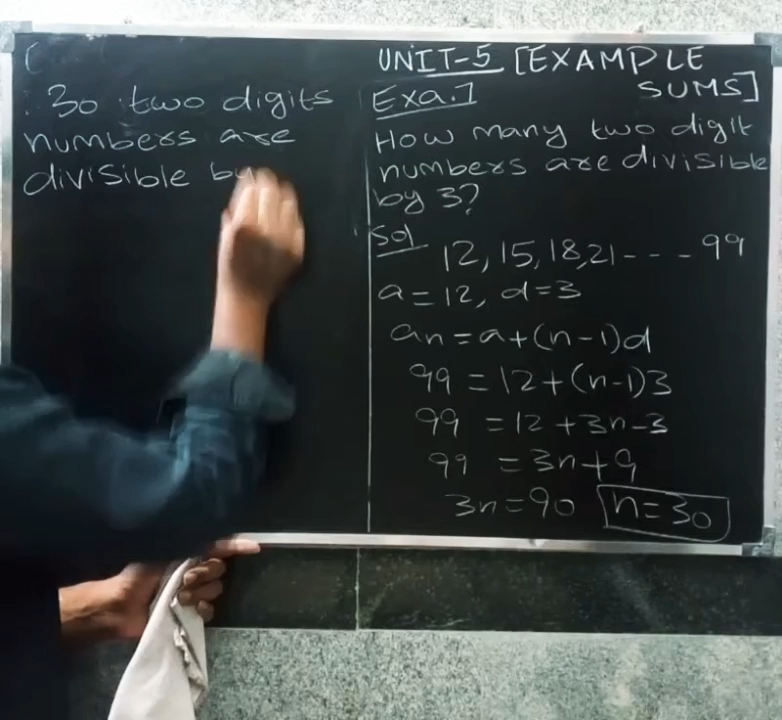 UNIT-5 [EXAMPLE
SUMS]
Exa.7
How many two digit
numbers are divisible
by 3?
Sol
12, 15, 18, 21 - - - 99
a = 12, d = 3
an = a + (n-1)d
99 = 12 + (n-1)3
99 = 12 + 3n - 3
99 = 3n + 9
3n = 90 n = 30
∴ 30 two digits
numbers are
divisible by